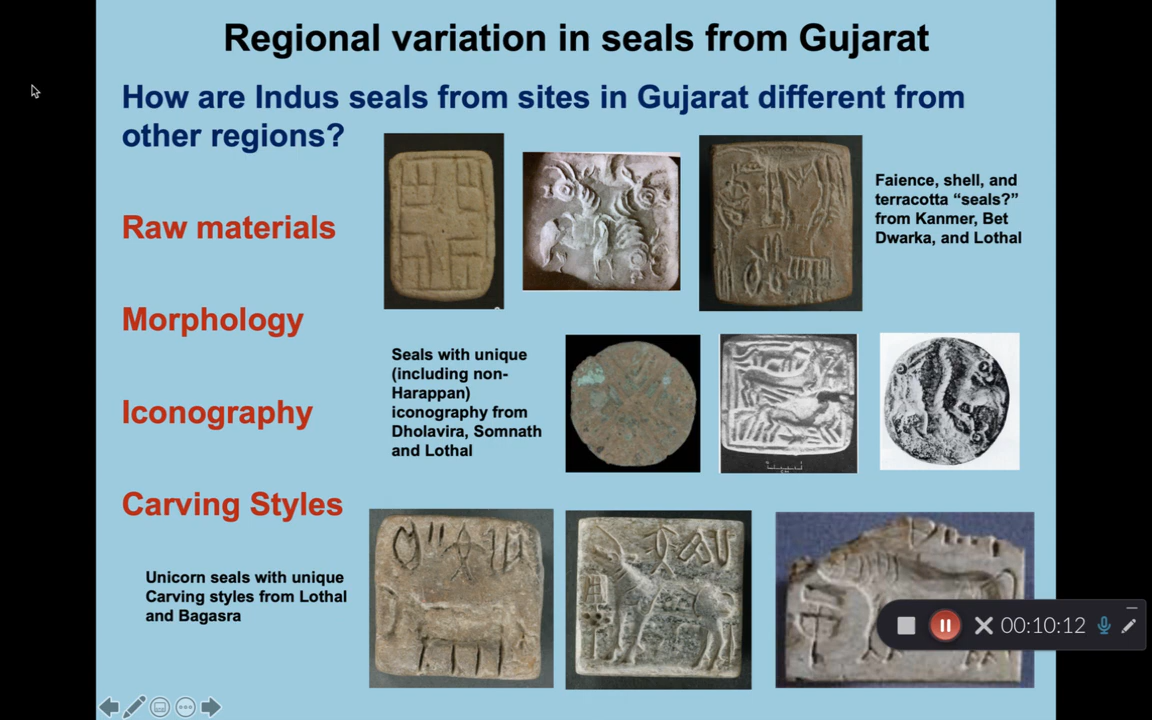 Regional variation in seals from Gujarat
How are Indus seals from sites in Gujarat different from
other regions?
Faience, shell, and
terracotta “seals?”
from Kanmer, Bet
Dwarka, and Lothal
Raw materials
Morphology
Seals with unique
(including non-
Harappan)
iconography from
Dholavira, Somnath
and Lothal
Iconography
Carving Styles
Unicorn seals with unique
Carving styles from Lothal
and Bagasra
00:10:12